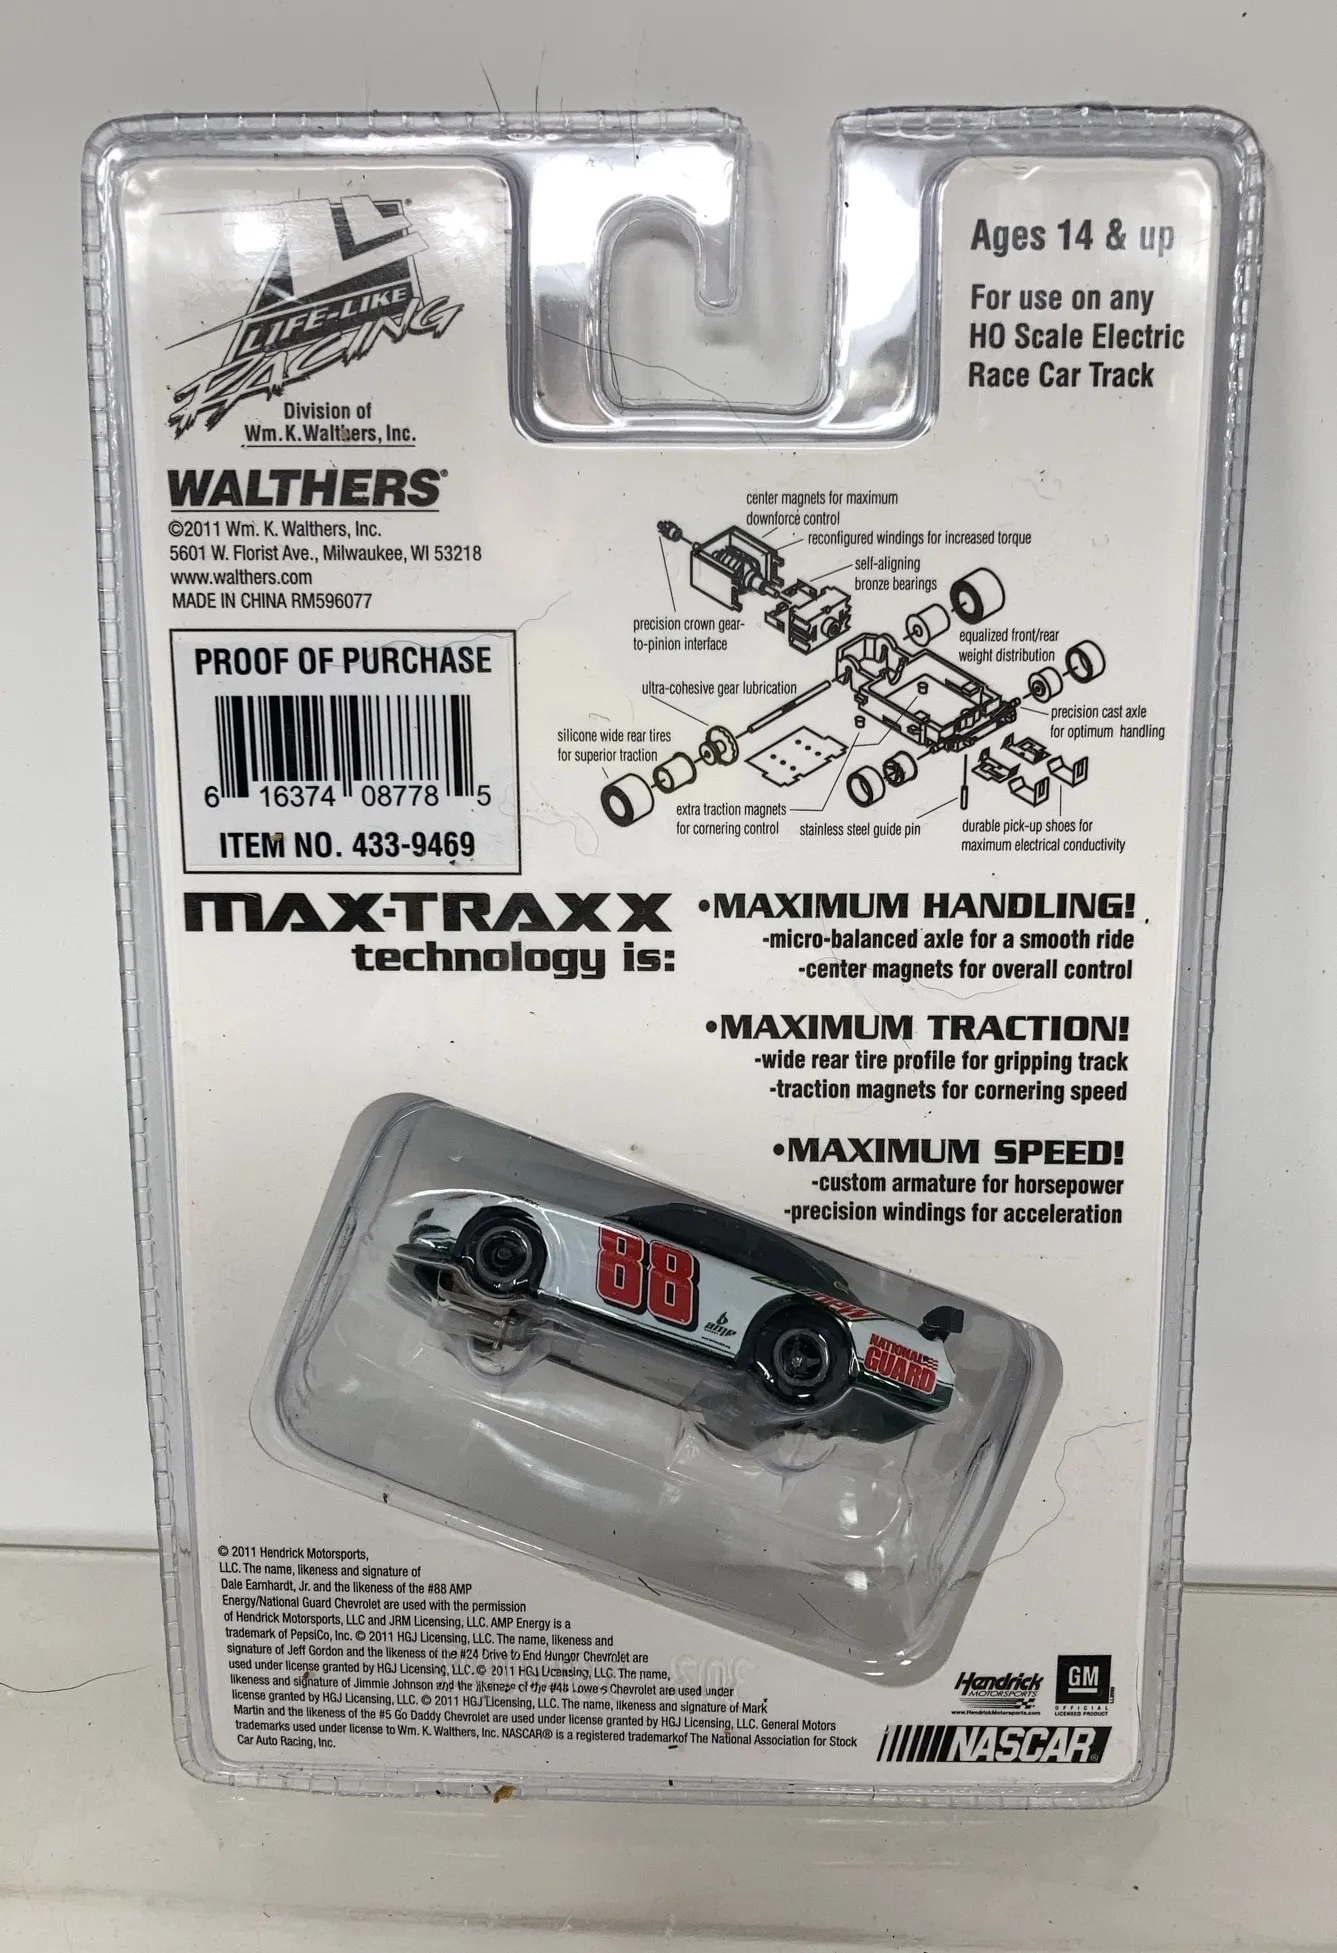 L®
LIFE-LIKE
RACING
Division of
Wm. K. Walthers, Inc.
WALTHERS®
©2011 Wm. K. Walthers, Inc.
5601 W. Florist Ave., Milwaukee, WI 53218
www.walthers.com
MADE IN CHINA RM596077
PROOF OF PURCHASE
6 16374 08778 5
ITEM NO. 433-9469
Ages 14 & up
For use on any
HO Scale Electric
Race Car Track
center magnets for maximum
downforce control
reconfigured windings for increased torque
self-aligning
bronze bearings
precision crown gear-
to-pinion interface
equalized front/rear
weight distribution
ultra-cohesive gear lubrication
precision cast axle
for optimum handling
silicone wide rear tires
for superior traction
extra traction magnets
for cornering control
stainless steel guide pin
durable pick-up shoes for
maximum electrical conductivity
MAX-TRAXX
technology is:
•MAXIMUM HANDLING!
-micro-balanced axle for a smooth ride
-center magnets for overall control
•MAXIMUM TRACTION!
-wide rear tire profile for gripping track
-traction magnets for cornering speed
•MAXIMUM SPEED!
-custom armature for horsepower
-precision windings for acceleration
88
amp
NATIONAL
GUARD
© 2011 Hendrick Motorsports,
LLC. The name, likeness and signature of
Dale Earnhardt, Jr. and the likeness of the #88 AMP
Energy/National Guard Chevrolet are used with the permission
of Hendrick Motorsports, LLC and JRM Licensing, LLC. AMP Energy is a
trademark of PepsiCo, Inc. © 2011 HGJ Licensing, LLC. The name, likeness and
signature of Jeff Gordon and the likeness of the #24 Drive to End Hunger Chevrolet are
used under license granted by HGJ Licensing, LLC. © 2011 HGJ Licensing, LLC. The name,
likeness and signature of Jimmie Johnson and the likeness of the #48 Lowe's Chevrolet are used under
license granted by HGJ Licensing, LLC. © 2011 HGJ Licensing, LLC. The name, likeness and signature of Mark
Martin and the likeness of the #5 Go Daddy Chevrolet are used under license granted by HGJ Licensing, LLC. General Motors
trademarks used under license to Wm. K. Walthers, Inc. NASCAR® is a registered trademark of The National Association for Stock
Car Auto Racing, Inc.
Hendrick
MOTORSPORTS
www.HendrickMotorsports.com
GM
OFFICIAL
LICENSED PRODUCT
NASCAR®